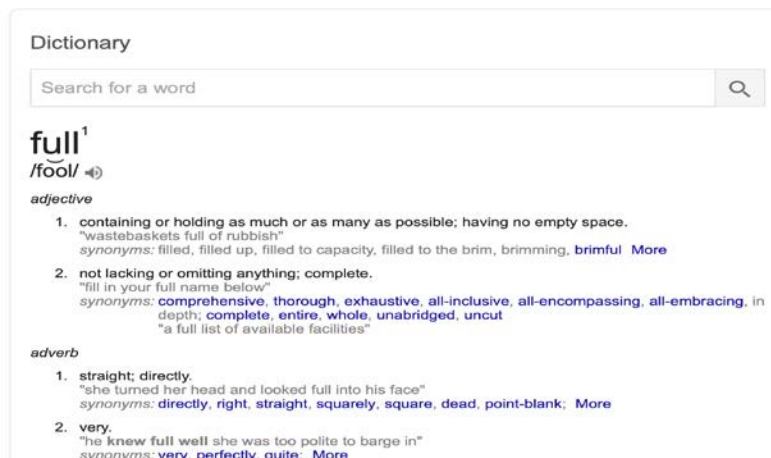 Dictionary
Search for a word
full1
/fo͝ol/
adjective
1. containing or holding as much or as many as possible; having no empty space.
"wastebaskets full of rubbish"
synonyms: filled, filled up, filled to capacity, filled to the brim, brimming, brimful More
2. not lacking or omitting anything; complete.
"fill in your full name below"
synonyms: comprehensive, thorough, exhaustive, all-inclusive, all-encompassing, all-embracing, in
depth; complete, entire, whole, unabridged, uncut
"a full list of available facilities"
adverb
1. straight; directly.
"she turned her head and looked full into his face"
synonyms: directly, right, straight, squarely, square, dead, point-blank; More
2. very.
"he knew full well she was too polite to barge in"
synonyms: very, perfectly, quite; More